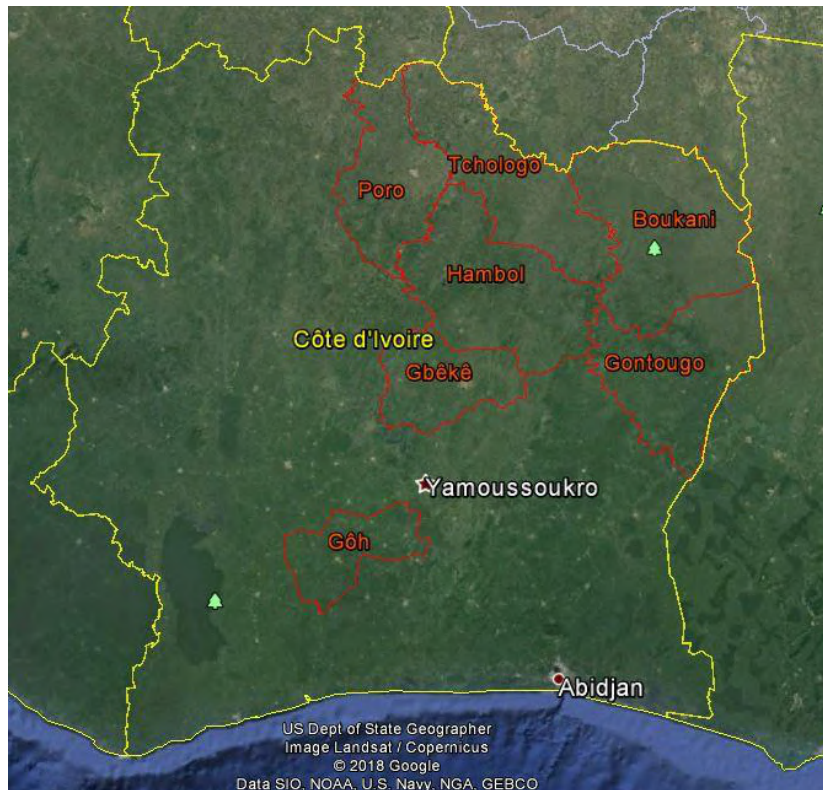 Tchologo
Poro
Boukani
Hambol
Côte d'Ivoire
Gbêkê
Gontougo
Yamoussoukro
Gôh
Abidjan
US Dept of State Geographer
Image Landsat / Copernicus
© 2018 Google
Data SIO, NOAA, U.S. Navy, NGA, GEBCO